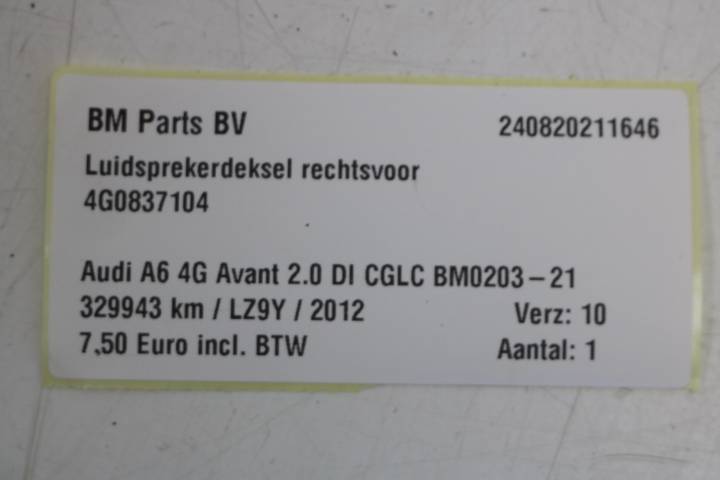 BM Parts BV 240820211646
Luidsprekerdeksel rechtsvoor
4G0837104
Audi A6 4G Avant 2.0 DI CGLC BM0203-21
329943 km / LZ9Y / 2012 Verz: 10
7,50 Euro incl. BTW Aantal: 1